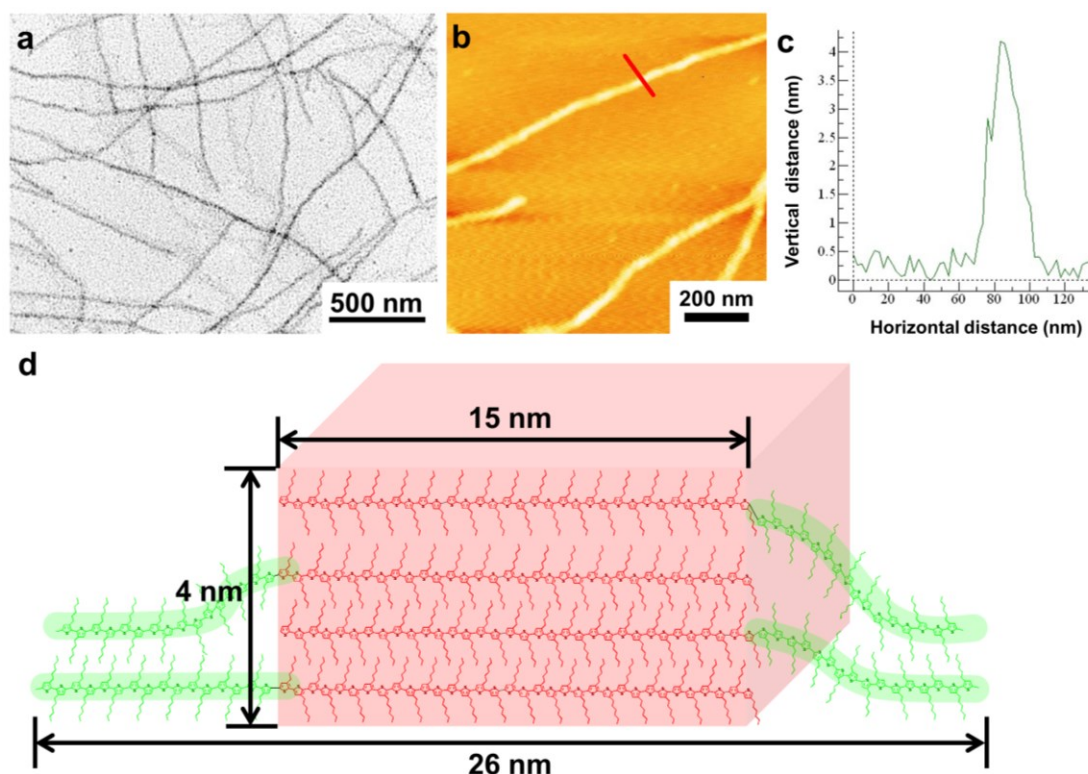 a
500 nm
b
200 nm
c
Vertical distance (nm)
4
3.5
3
2.5
2
1.5
1
0.5
0
0 20 40 60 80 100 120
Horizontal distance (nm)
d
15 nm
4 nm
26 nm